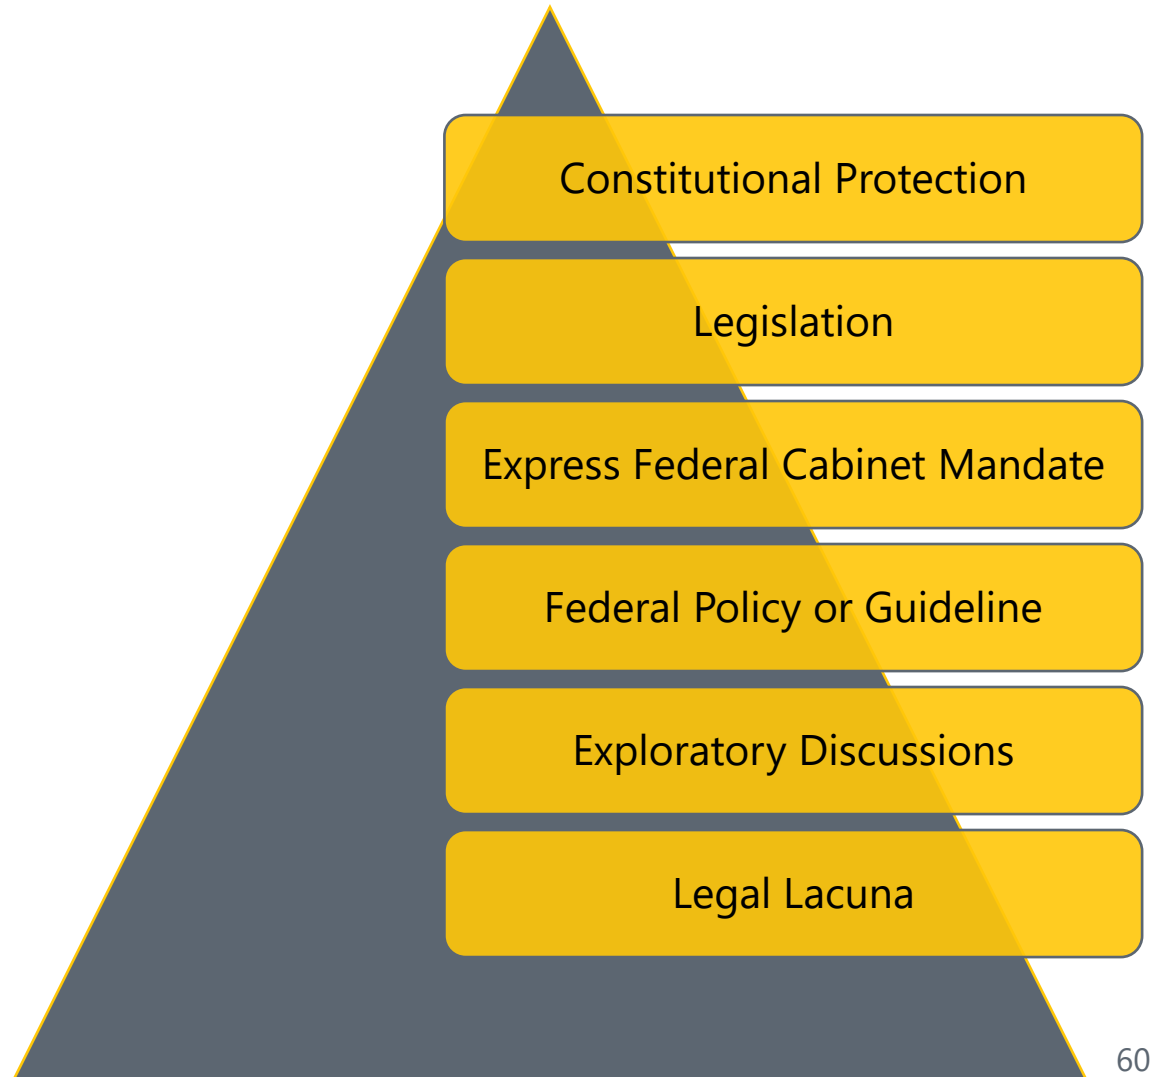 Constitutional Protection
Legislation
Express Federal Cabinet Mandate
Federal Policy or Guideline
Exploratory Discussions
Legal Lacuna
60